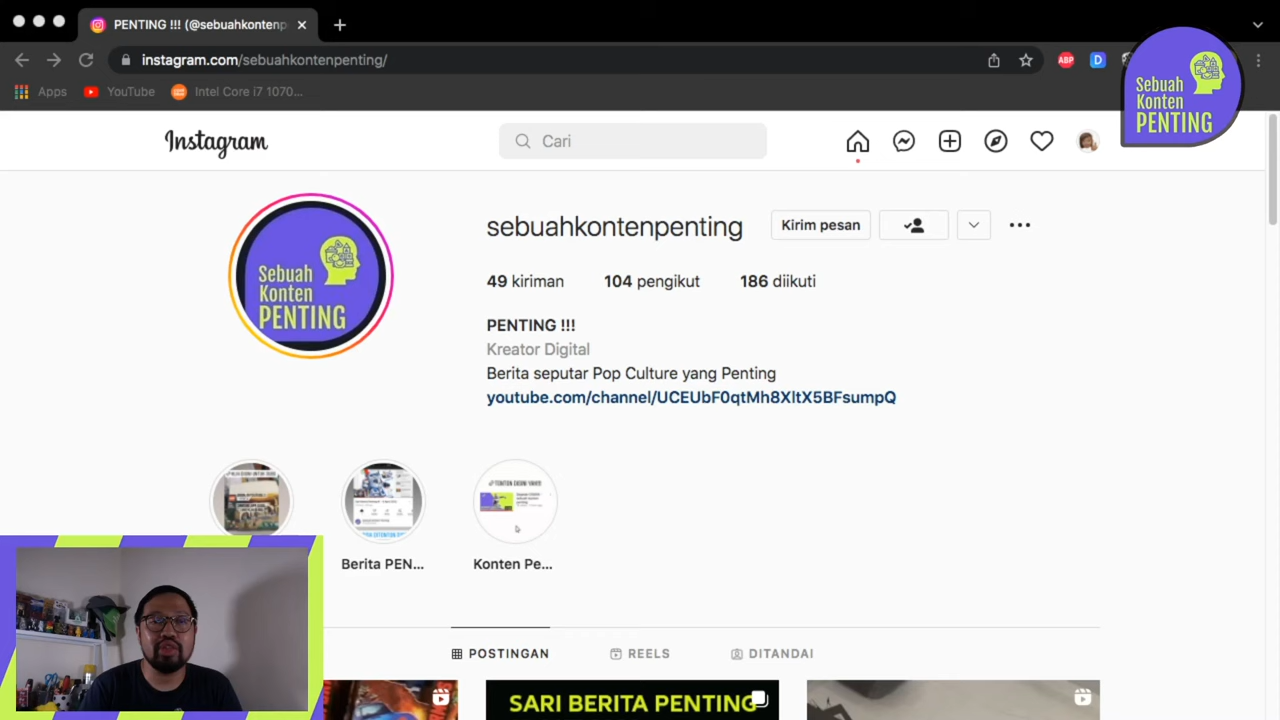 PENTING !!! (@sebuahkontenp
instagram.com/sebuahkontenpenting/
ABP
D
Apps
YouTube
Intel Core i7 1070...
Sebuah
Konten
PENTING
Instagram
Cari
Sebuah
Konten
PENTING
sebuahkontenpenting
Kirim pesan
49 kiriman
104 pengikut
186 diikuti
PENTING !!!
Kreator Digital
Berita seputar Pop Culture yang Penting
youtube.com/channel/UCEUbF0qtMh8XltX5BFsumpQ
Berita PEN...
Konten Pe...
POSTINGAN
REELS
DITANDAI
SARI BERITA PENTING